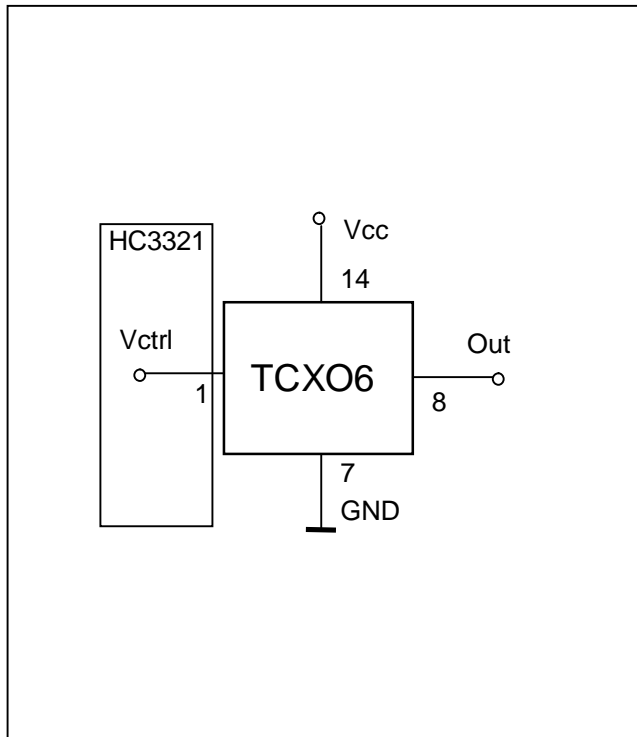 HC3321
Vcc
14
Vctrl
1
TCXO6
Out
8
7
GND